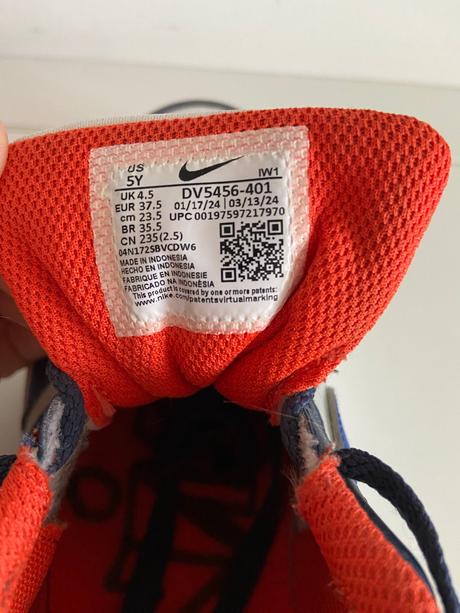 US
5Y
IW1
UK 4.5
DV5456-401
EUR 37.5
01/17/24 | 03/13/24
cm 23.5
UPC 00197597217970
BR 35.5
CN 235(2.5)
04N172SBVCDW6
MADE IN INDONESIA
HECHO EN INDONESIA
FABRIQUE EN INDONESIE
FABRICADO NA INDONÉSIA
This product is covered by one or more patents:
www.nike.com/patentsvirtualmarking